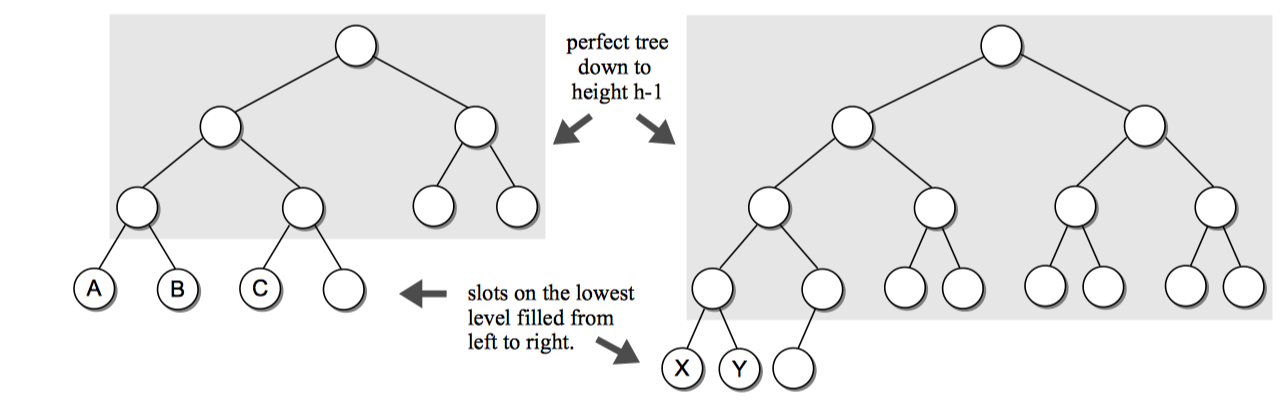 perfect tree
down to
height h-1
A
B
C
slots on the lowest
level filled from
left to right.
X
Y